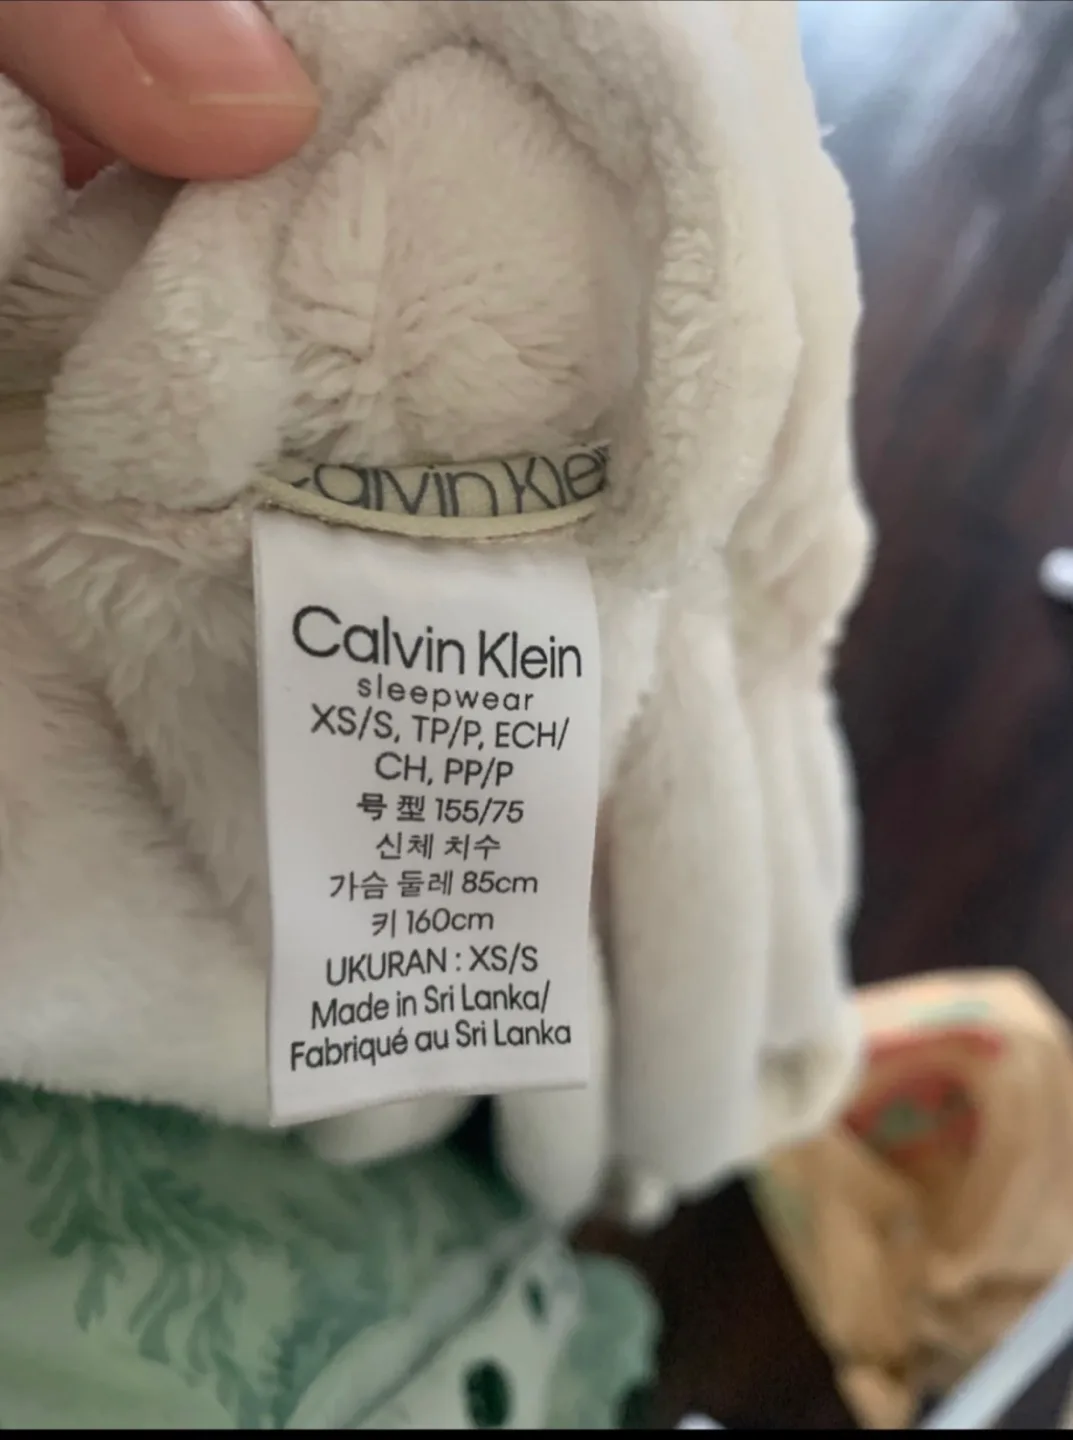 Calvin Klein
Calvin Klein
sleepwear
XS/S, TP/P, ECH/
CH, PP/P
号型 155/75
신체 치수
가슴 둘레 85cm
키 160cm
UKURAN : XS/S
Made in Sri Lanka/
Fabriqué au Sri Lanka